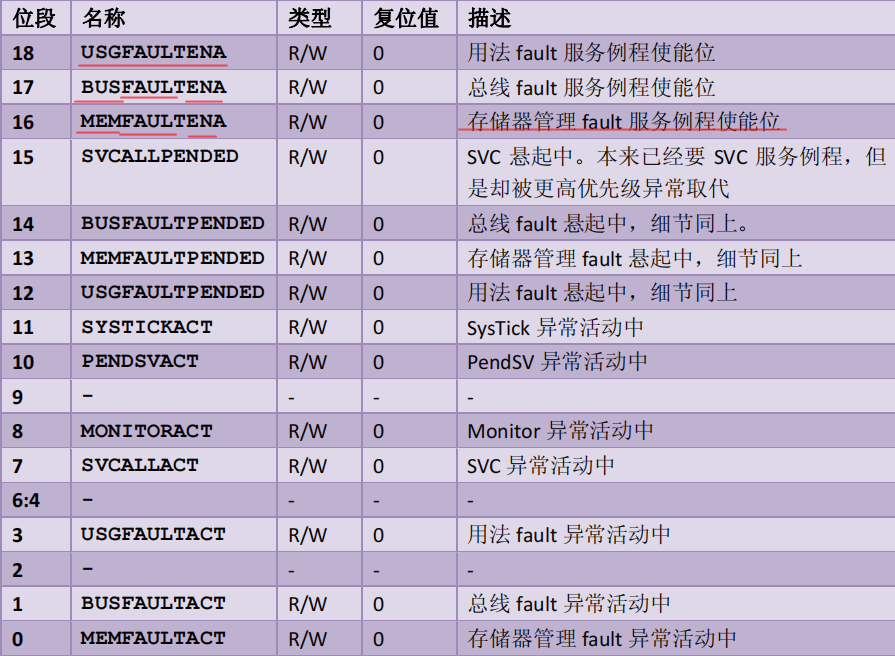 位段 名称 类型 复位值 描述
18 USGFAULTENA R/W 0 用法 fault 服务例程使能位
17 BUSFAULTENA R/W 0 总线 fault 服务例程使能位
16 MEMFAULTENA R/W 0 存储器管理 fault 服务例程使能位
15 SVCALLPENDED R/W 0 SVC 悬起中。本来已经要 SVC 服务例程，但
是却被更高优先级异常取代
14 BUSFAULTPENDED R/W 0 总线 fault 悬起中，细节同上。
13 MEMFAULTPENDED R/W 0 存储器管理 fault 悬起中，细节同上
12 USGFAULTPENDED R/W 0 用法 fault 悬起中，细节同上
11 SYSTICKACT R/W 0 SysTick 异常活动中
10 PENDSVACT R/W 0 PendSV 异常活动中
9 - - - -
8 MONITORACT R/W 0 Monitor 异常活动中
7 SVCALLACT R/W 0 SVC 异常活动中
6:4 - - - -
3 USGFAULTACT R/W 0 用法 fault 异常活动中
2 - - - -
1 BUSFAULTACT R/W 0 总线 fault 异常活动中
0 MEMFAULTACT R/W 0 存储器管理 fault 异常活动中